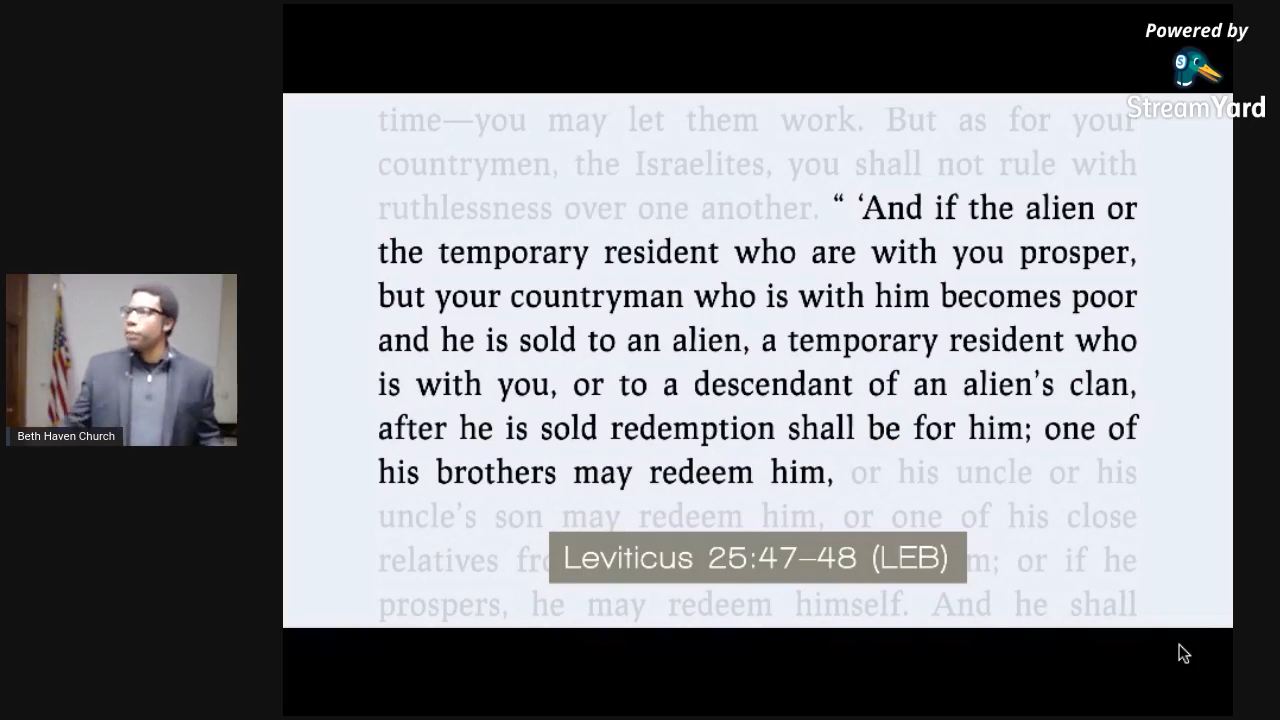 Powered by
StreamYard
time—you may let them work. But as for your
countrymen, the Israelites, you shall not rule with
ruthlessness over one another. “ ‘And if the alien or
the temporary resident who are with you prosper,
but your countryman who is with him becomes poor
and he is sold to an alien, a temporary resident who
is with you, or to a descendant of an alien’s clan,
after he is sold redemption shall be for him; one of
his brothers may redeem him, or his uncle or his
uncle’s son may redeem him, or one of his close
relatives m; or if he
Leviticus 25:47–48 (LEB)
prospers, he may redeem himself. And he shall
Beth Haven Church